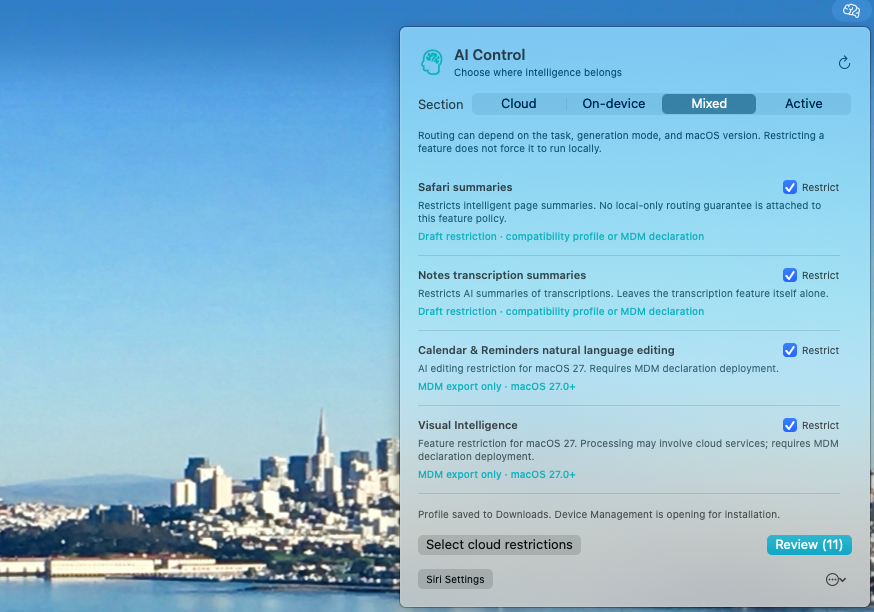 AI Control
Choose where intelligence belongs
Section Cloud On-device Mixed Active
Routing can depend on the task, generation mode, and macOS version. Restricting a
feature does not force it to run locally.
Safari summaries Restrict
Restricts intelligent page summaries. No local-only routing guarantee is attached to
this feature policy.
Draft restriction · compatibility profile or MDM declaration
Notes transcription summaries Restrict
Restricts AI summaries of transcriptions. Leaves the transcription feature itself alone.
Draft restriction · compatibility profile or MDM declaration
Calendar & Reminders natural language editing Restrict
AI editing restriction for macOS 27. Requires MDM declaration deployment.
MDM export only · macOS 27.0+
Visual Intelligence Restrict
Feature restriction for macOS 27. Processing may involve cloud services; requires MDM
declaration deployment.
MDM export only · macOS 27.0+
Profile saved to Downloads. Device Management is opening for installation.
Select cloud restrictions Review (11)
Siri Settings